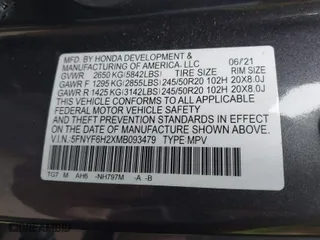 MFD. BY HONDA DEVELOPMENT & 06/21
MANUFACTURING OF AMERICA, LLC
GVWR 2650 KG(5842LBS) TIRE SIZE RIM SIZE
GAWR F 1295 KG(2855LBS) 245/50R20 102H 20X8.0J
GAWR R 1425 KG(3142LBS) 245/50R20 102H 20X8.0J
THIS VEHICLE CONFORMS TO ALL APPLICABLE
FEDERAL MOTOR VEHICLE SAFETY AND THEFT
PREVENTION STANDARDS IN EFFECT ON THE
DATE OF MANUFACTURE SHOWN ABOVE.
V.I.N. 5FNYF6H2XMB093479 TYPE MPV
TG7 M AH6 -NH797M -A -B